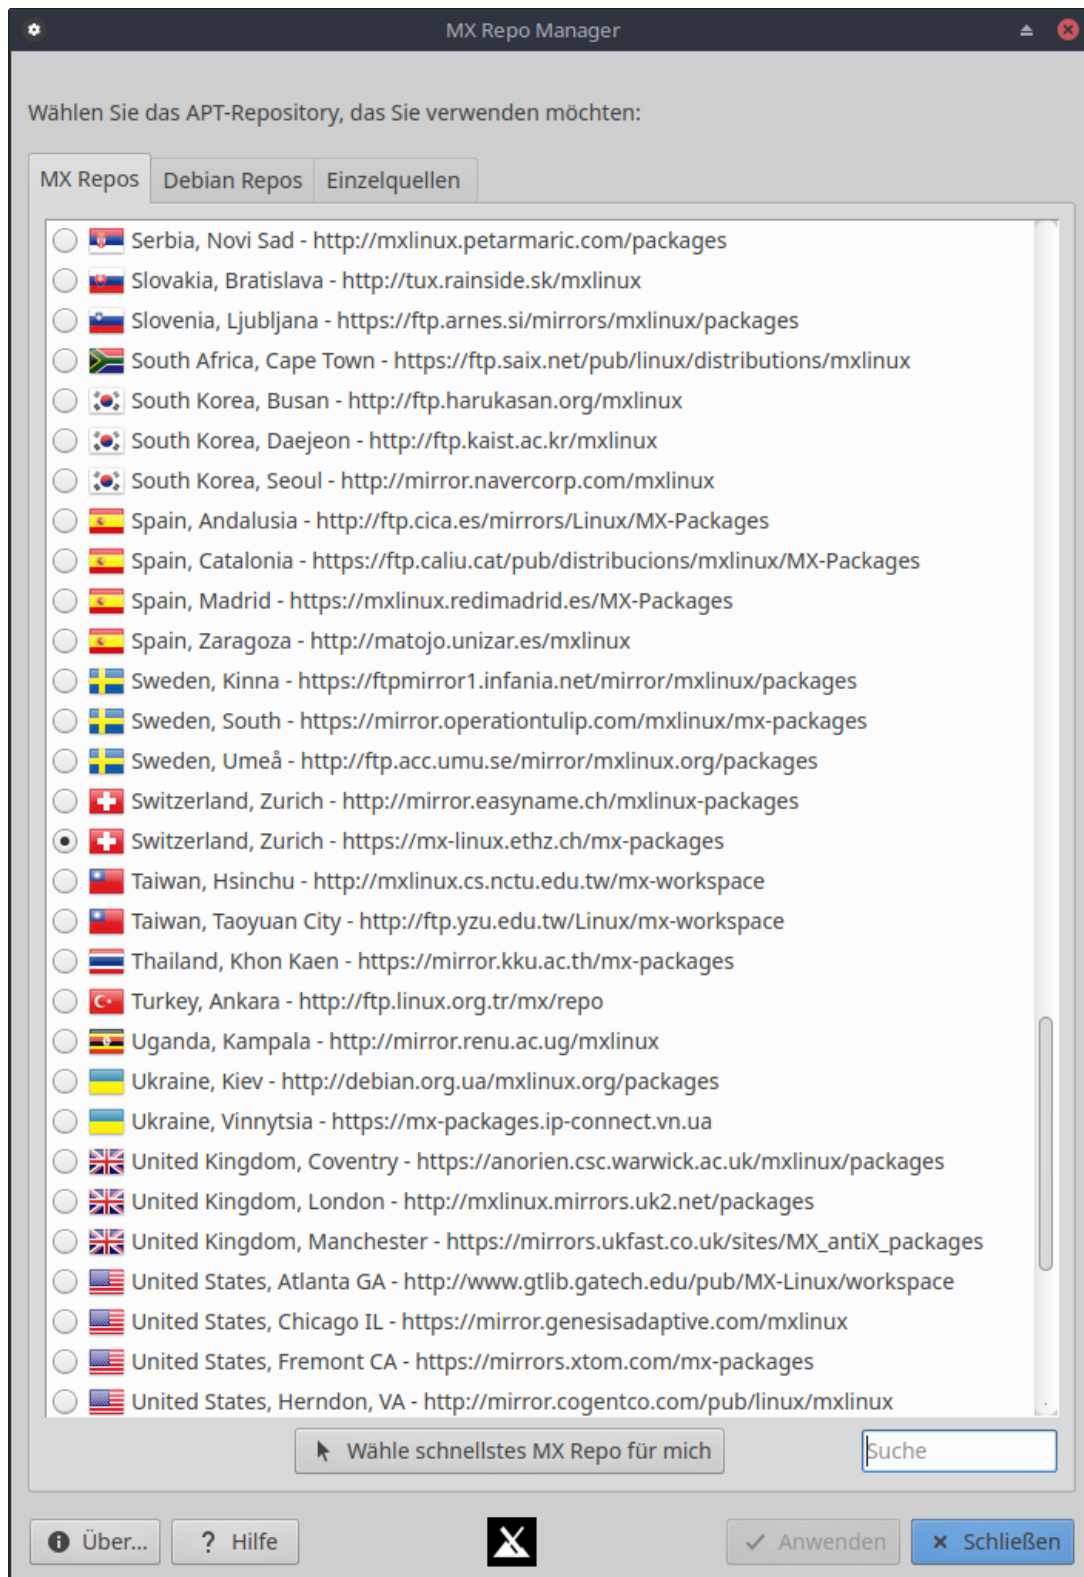 MX Repo Manager
Wählen Sie das APT-Repository, das Sie verwenden möchten:
MX Repos Debian Repos Einzelquellen
Serbia, Novi Sad - http://mxlinux.petarmaric.com/packages
Slovakia, Bratislava - http://tux.rainside.sk/mxlinux
Slovenia, Ljubljana - https://ftp.arnes.si/mirrors/mxlinux/packages
South Africa, Cape Town - https://ftp.saix.net/pub/linux/distributions/mxlinux
South Korea, Busan - http://ftp.harukasan.org/mxlinux
South Korea, Daejeon - http://ftp.kaist.ac.kr/mxlinux
South Korea, Seoul - http://mirror.navercorp.com/mxlinux
Spain, Andalusia - http://ftp.cica.es/mirrors/Linux/MX-Packages
Spain, Catalonia - https://ftp.caliu.cat/pub/distribucions/mxlinux/MX-Packages
Spain, Madrid - https://mxlinux.redimadrid.es/MX-Packages
Spain, Zaragoza - http://matojo.unizar.es/mxlinux
Sweden, Kinna - https://ftpmirror1.infania.net/mirror/mxlinux/packages
Sweden, South - https://mirror.operationtulip.com/mxlinux/mx-packages
Sweden, Umeå - http://ftp.acc.umu.se/mirror/mxlinux.org/packages
Switzerland, Zurich - http://mirror.easyname.ch/mxlinux-packages
Switzerland, Zurich - https://mx-linux.ethz.ch/mx-packages
Taiwan, Hsinchu - http://mxlinux.cs.nctu.edu.tw/mx-workspace
Taiwan, Taoyuan City - http://ftp.yzu.edu.tw/Linux/mx-workspace
Thailand, Khon Kaen - https://mirror.kku.ac.th/mx-packages
Turkey, Ankara - http://ftp.linux.org.tr/mx/repo
Uganda, Kampala - http://mirror.renu.ac.ug/mxlinux
Ukraine, Kiev - http://debian.org.ua/mxlinux.org/packages
Ukraine, Vinnytsia - https://mx-packages.ip-connect.vn.ua
United Kingdom, Coventry - https://anorien.csc.warwick.ac.uk/mxlinux/packages
United Kingdom, London - http://mxlinux.mirrors.uk2.net/packages
United Kingdom, Manchester - https://mirrors.ukfast.co.uk/sites/MX_antiX_packages
United States, Atlanta GA - http://www.gtlib.gatech.edu/pub/MX-Linux/workspace
United States, Chicago IL - https://mirror.genesisadaptive.com/mxlinux
United States, Fremont CA - https://mirrors.xtom.com/mx-packages
United States, Herndon, VA - http://mirror.cogentco.com/pub/linux/mxlinux
Wähle schnellstes MX Repo für mich Suche
Über... ? Hilfe Anwenden Schließen